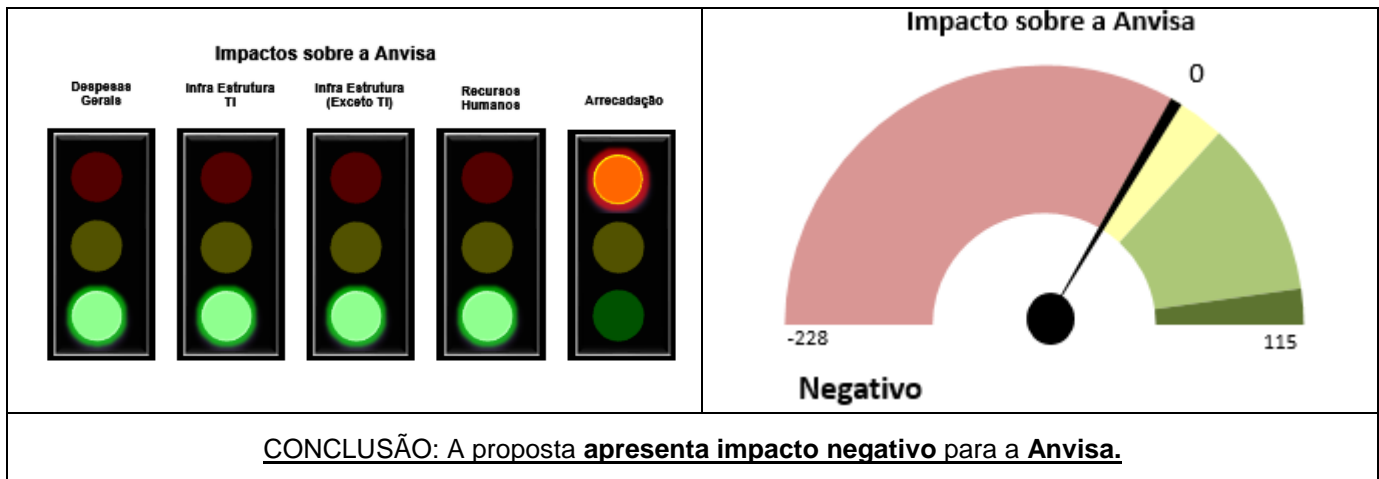 Impactos sobre a Anvisa
Despesas
Gerais
Infra Estrutura
TI
Infra Estrutura
(Exceto TI)
Recursos
Humanos
Arrecadação
Impacto sobre a Anvisa
0
-228
115
Negativo
CONCLUSÃO: A proposta apresenta impacto negativo para a Anvisa.